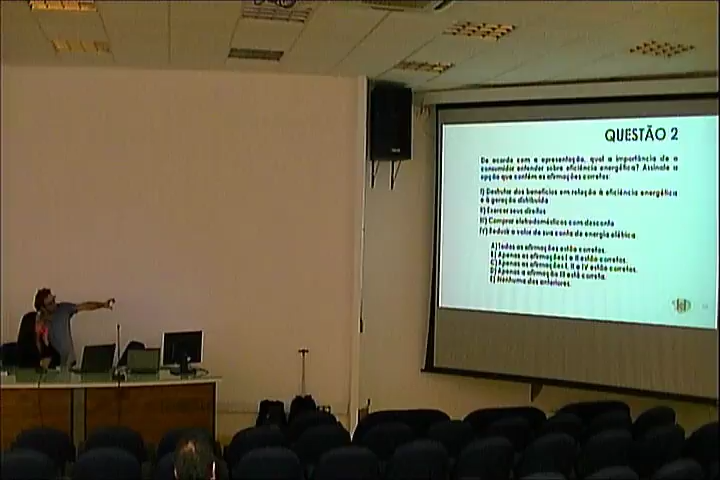 QUESTÃO 2
De acordo com a apresentação, qual a importância de o
consumidor entender sobre eficiência energética? Assinale a
opção que contém as afirmações corretas:
I) Desfrutar dos benefícios em relação à eficiência energética
e à geração distribuída
II) Exercer seus direitos
III) Comprar eletrodomésticos com desconto
IV) Reduzir o valor de sua conta de energia elétrica
A) Todas as afirmações estão corretas.
B) Apenas as afirmações I e II estão corretas.
C) Apenas as afirmações I, II e IV estão corretas.
D) Apenas a afirmação III está correta.
E) Nenhuma das anteriores.